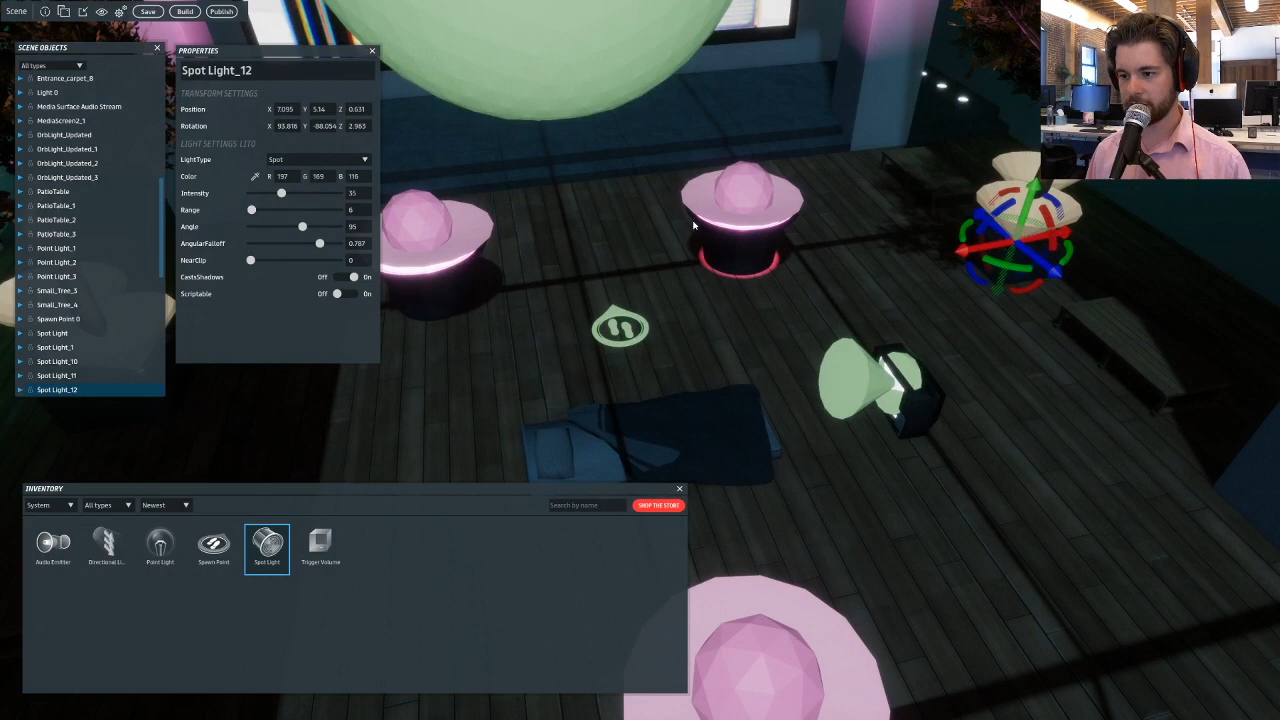 Scene Save Build Publish
SCENE OBJECTS
All types
Entrance_carpet_8
Light 0
Media Surface Audio Stream
MediaScreen2_1
OrbLight_Updated
OrbLight_Updated_1
OrbLight_Updated_2
OrbLight_Updated_3
PatioTable
PatioTable_1
PatioTable_2
PatioTable_3
Point Light_1
Point Light_2
Point Light_3
Small_Tree_3
Small_Tree_4
Spawn Point 0
Spot Light
Spot Light_1
Spot Light_10
Spot Light_11
Spot Light_12
PROPERTIES
Spot Light_12
TRANSFORM SETTINGS
Position X 7.095 Y 5.14 Z 0.631
Rotation X 93.816 Y -88.054 Z 2.963
LIGHT SETTINGS LITO
LightType Spot
Color R 197 G 169 B 116
Intensity 35
Range 6
Angle 95
AngularFalloff 0.787
NearClip 0
CastsShadows Off On
Scriptable Off On
INVENTORY
System All types Newest Search by name SHOP THE STORE
Audio Emitter Directional Li... Point Light Spawn Point Spot Light Trigger Volume